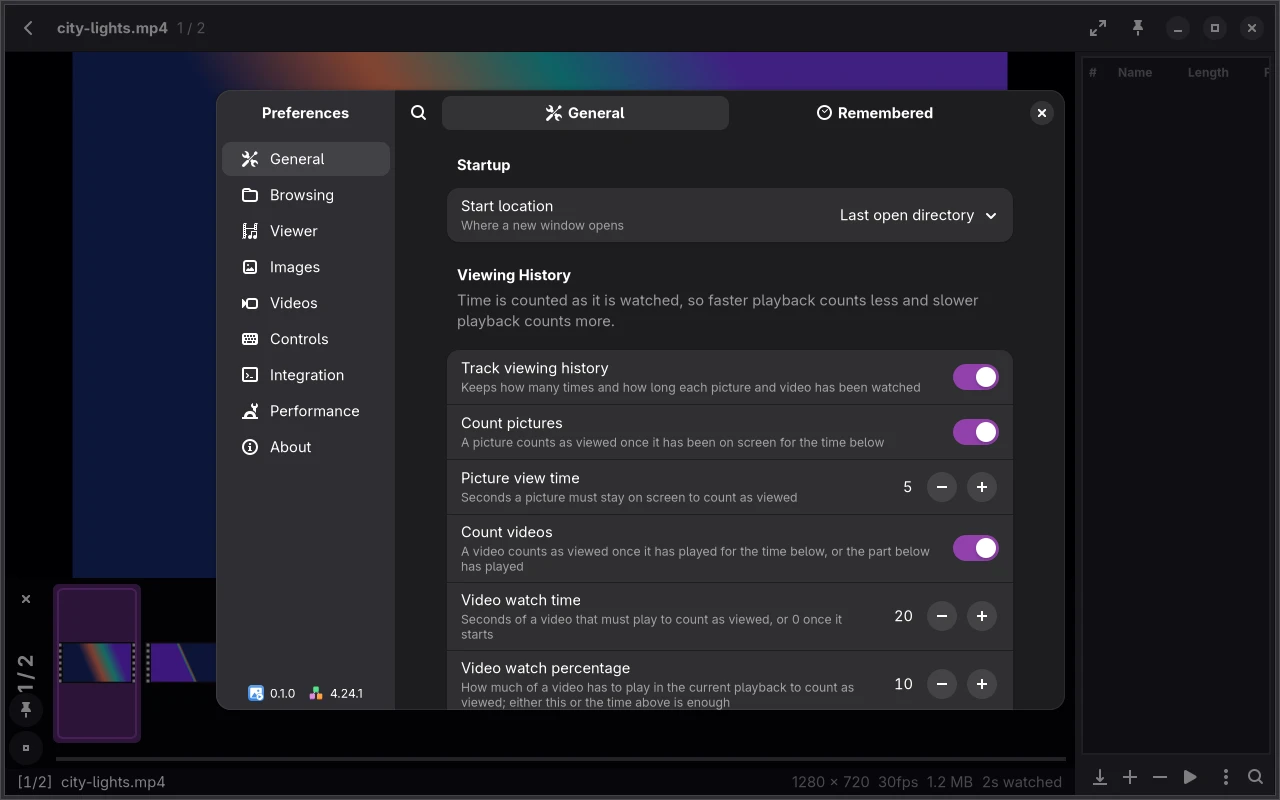 city-lights.mp4 1 / 2
# Name Length
Preferences
General
Remembered
General
Browsing
Viewer
Images
Videos
Controls
Integration
Performance
About
0.1.0 4.24.1
Startup
Start location
Where a new window opens
Last open directory
Viewing History
Time is counted as it is watched, so faster playback counts less and slower
playback counts more.
Track viewing history
Keeps how many times and how long each picture and video has been watched
Count pictures
A picture counts as viewed once it has been on screen for the time below
Picture view time
Seconds a picture must stay on screen to count as viewed
5
Count videos
A video counts as viewed once it has played for the time below, or the part below
has played
Video watch time
Seconds of a video that must play to count as viewed, or 0 once it
starts
20
Video watch percentage
How much of a video has to play in the current playback to count as
viewed; either this or the time above is enough
10
1 / 2
[1/2] city-lights.mp4
1280 × 720 30fps 1.2 MB 2s watched